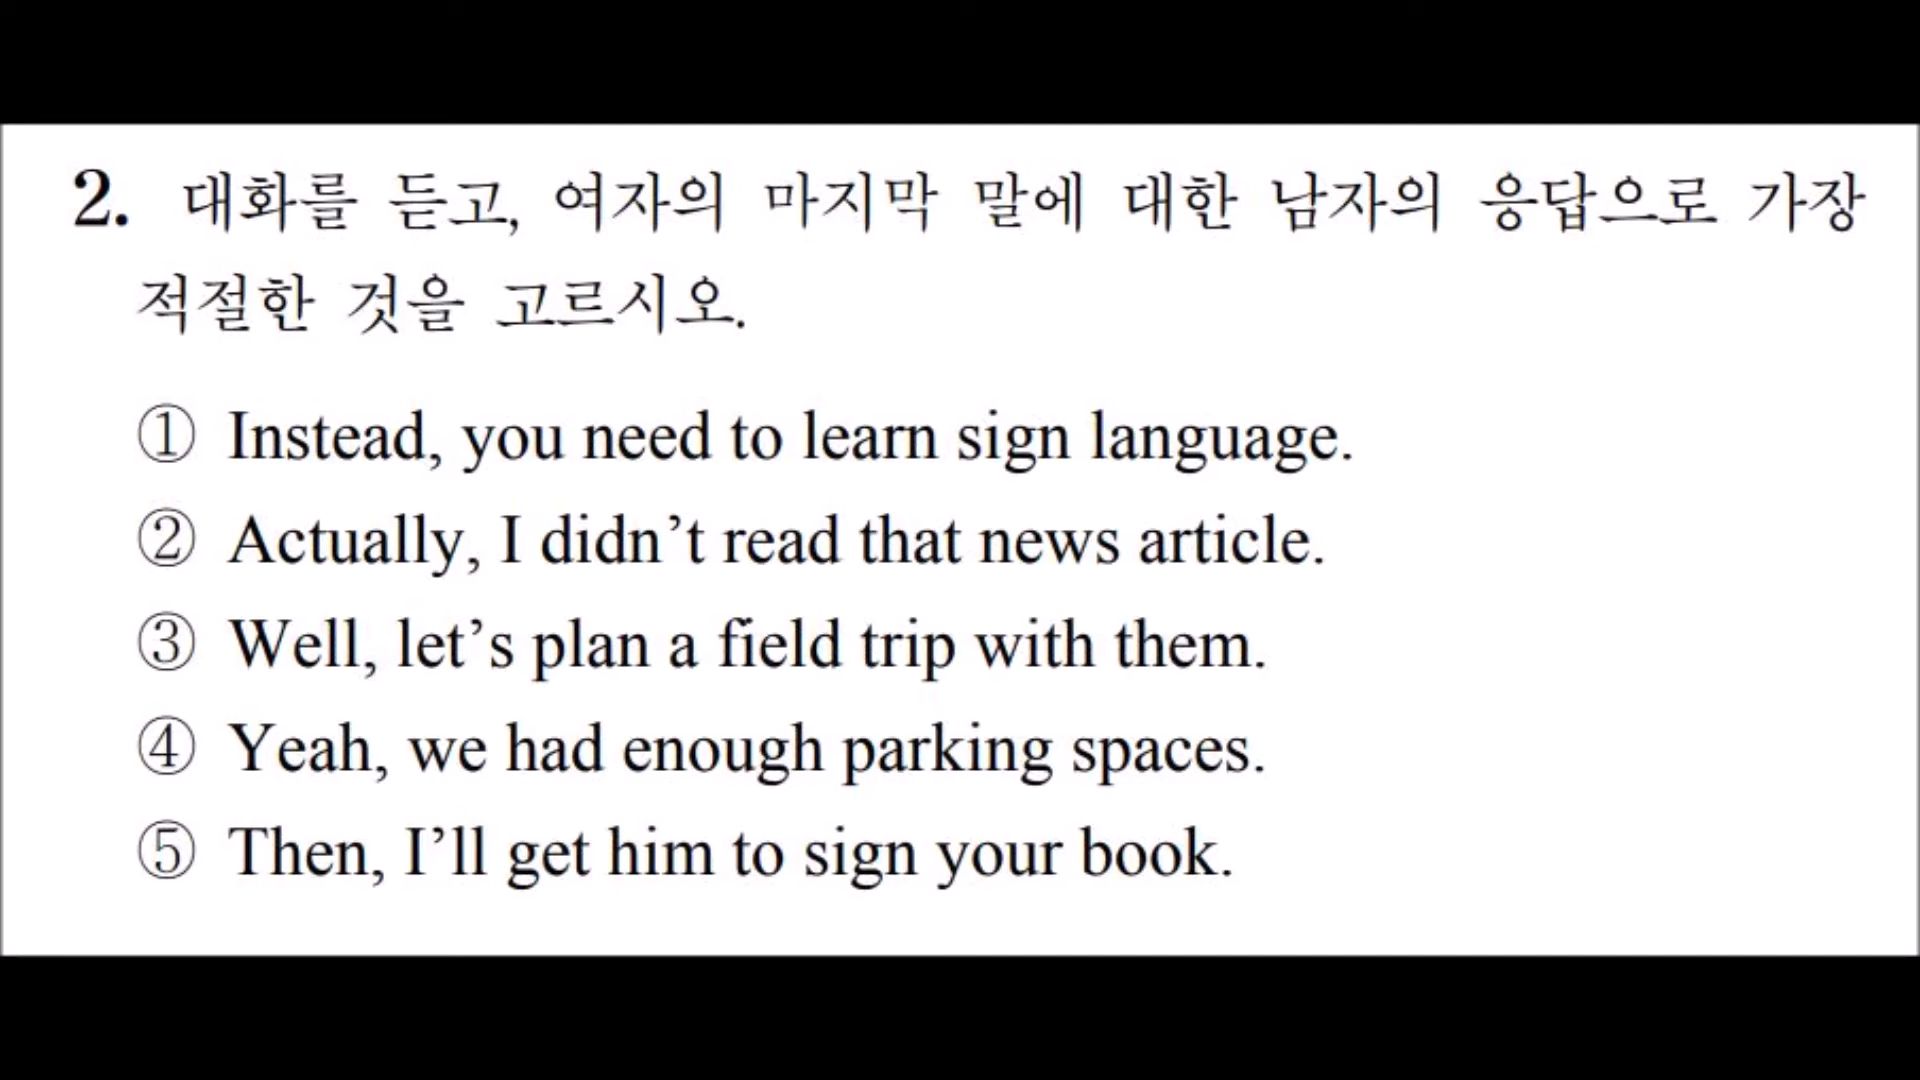 2. 대화를 듣고, 여자의 마지막 말에 대한 남자의 응답으로 가장
적절한 것을 고르시오.
① Instead, you need to learn sign language.
② Actually, I didn’t read that news article.
③ Well, let’s plan a field trip with them.
④ Yeah, we had enough parking spaces.
⑤ Then, I’ll get him to sign your book.